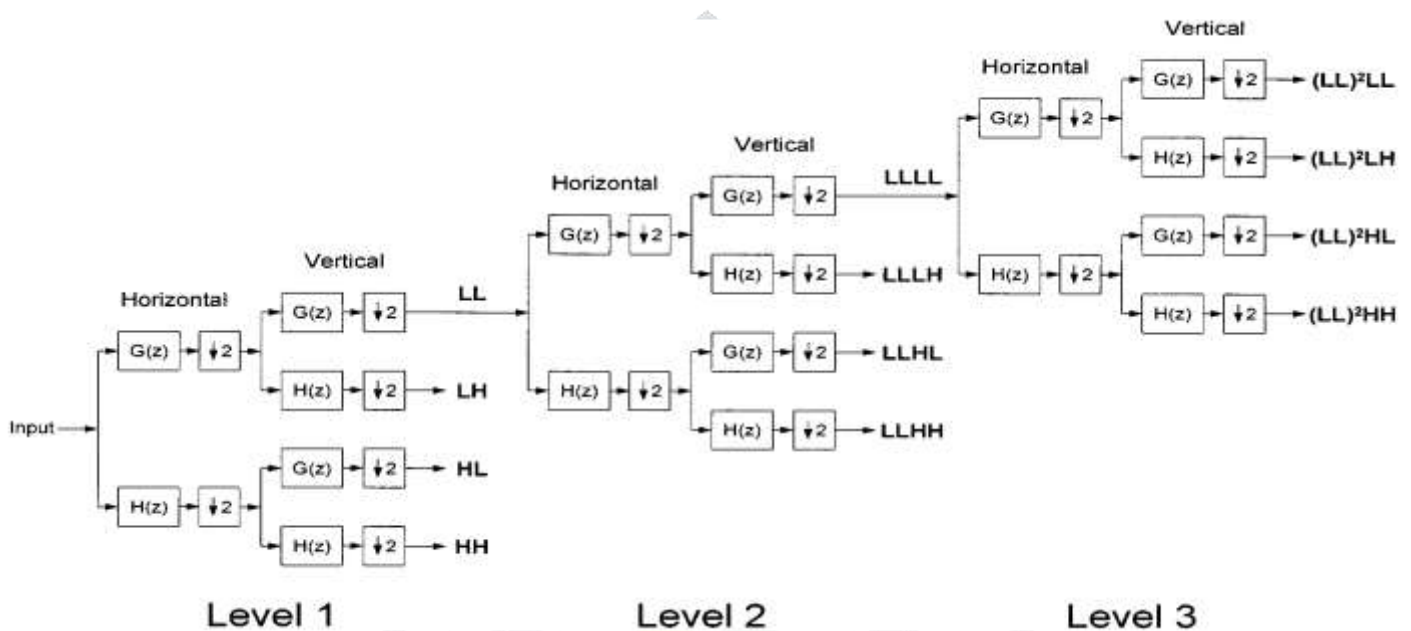 Vertical
Horizontal
G(z) ↓2 (LL)²LL
G(z) ↓2
Vertical
H(z) ↓2 (LL)²LH
Horizontal
LLLL
G(z) ↓2
G(z) ↓2
G(z) ↓2 (LL)²HL
Vertical
H(z) ↓2 LLLH
H(z) ↓2
Horizontal
LL
G(z) ↓2
H(z) ↓2 (LL)²HH
G(z) ↓2
G(z) ↓2 LLHL
H(z) ↓2 LH
H(z) ↓2
Input
H(z) ↓2 LLHH
G(z) ↓2 HL
H(z) ↓2
H(z) ↓2 HH
Level 1 Level 2 Level 3